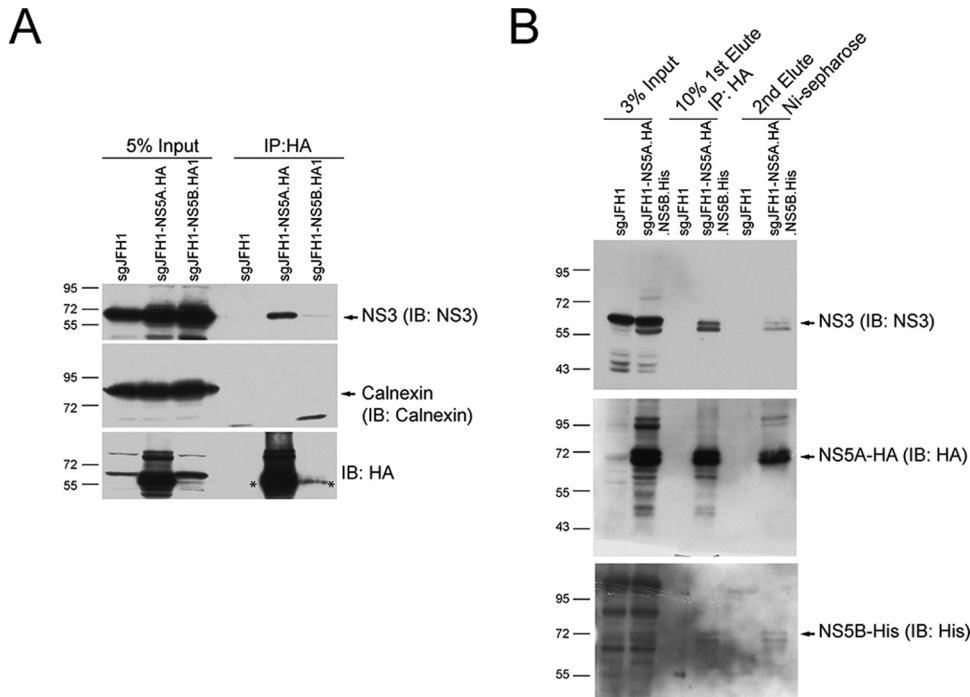 A
5% Input
IP:HA
sgJFH1
sgJFH1-NS5A.HA
sgJFH1-NS5B.HA1
sgJFH1
sgJFH1-NS5A.HA
sgJFH1-NS5B.HA1
95
72
55
NS3 (IB: NS3)
95
72
Calnexin
(IB: Calnexin)
72
55
IB: HA
*
*
B
3% Input
10% 1st Elute
IP: HA
2nd Elute
Ni-sepharose
sgJFH1
sgJFH1-NS5A.HA
.NS5B.His
sgJFH1
sgJFH1-NS5A.HA
.NS5B.His
sgJFH1
sgJFH1-NS5A.HA
.NS5B.His
95
72
55
43
NS3 (IB: NS3)
95
72
55
43
NS5A-HA (IB: HA)
95
72
55
NS5B-His (IB: His)